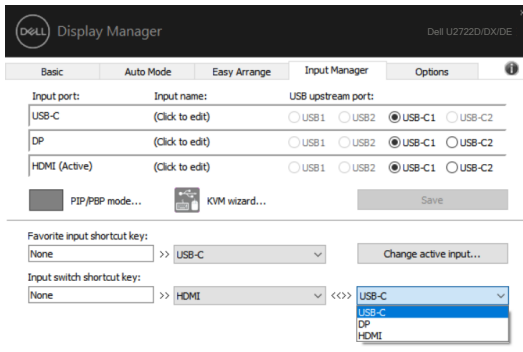 DELL Display Manager
Dell U2722D/DX/DE
Basic Auto Mode Easy Arrange Input Manager Options
Input port: Input name: USB upstream port:
USB-C (Click to edit) USB1 USB2 USB-C1 USB-C2
DP (Click to edit) USB1 USB2 USB-C1 USB-C2
HDMI (Active) (Click to edit) USB1 USB2 USB-C1 USB-C2
PIP/PBP mode... KVM wizard... Save
Favorite input shortcut key:
None >> USB-C Change active input...
Input switch shortcut key:
None >> HDMI <<>> USB-C
USB-C
DP
HDMI